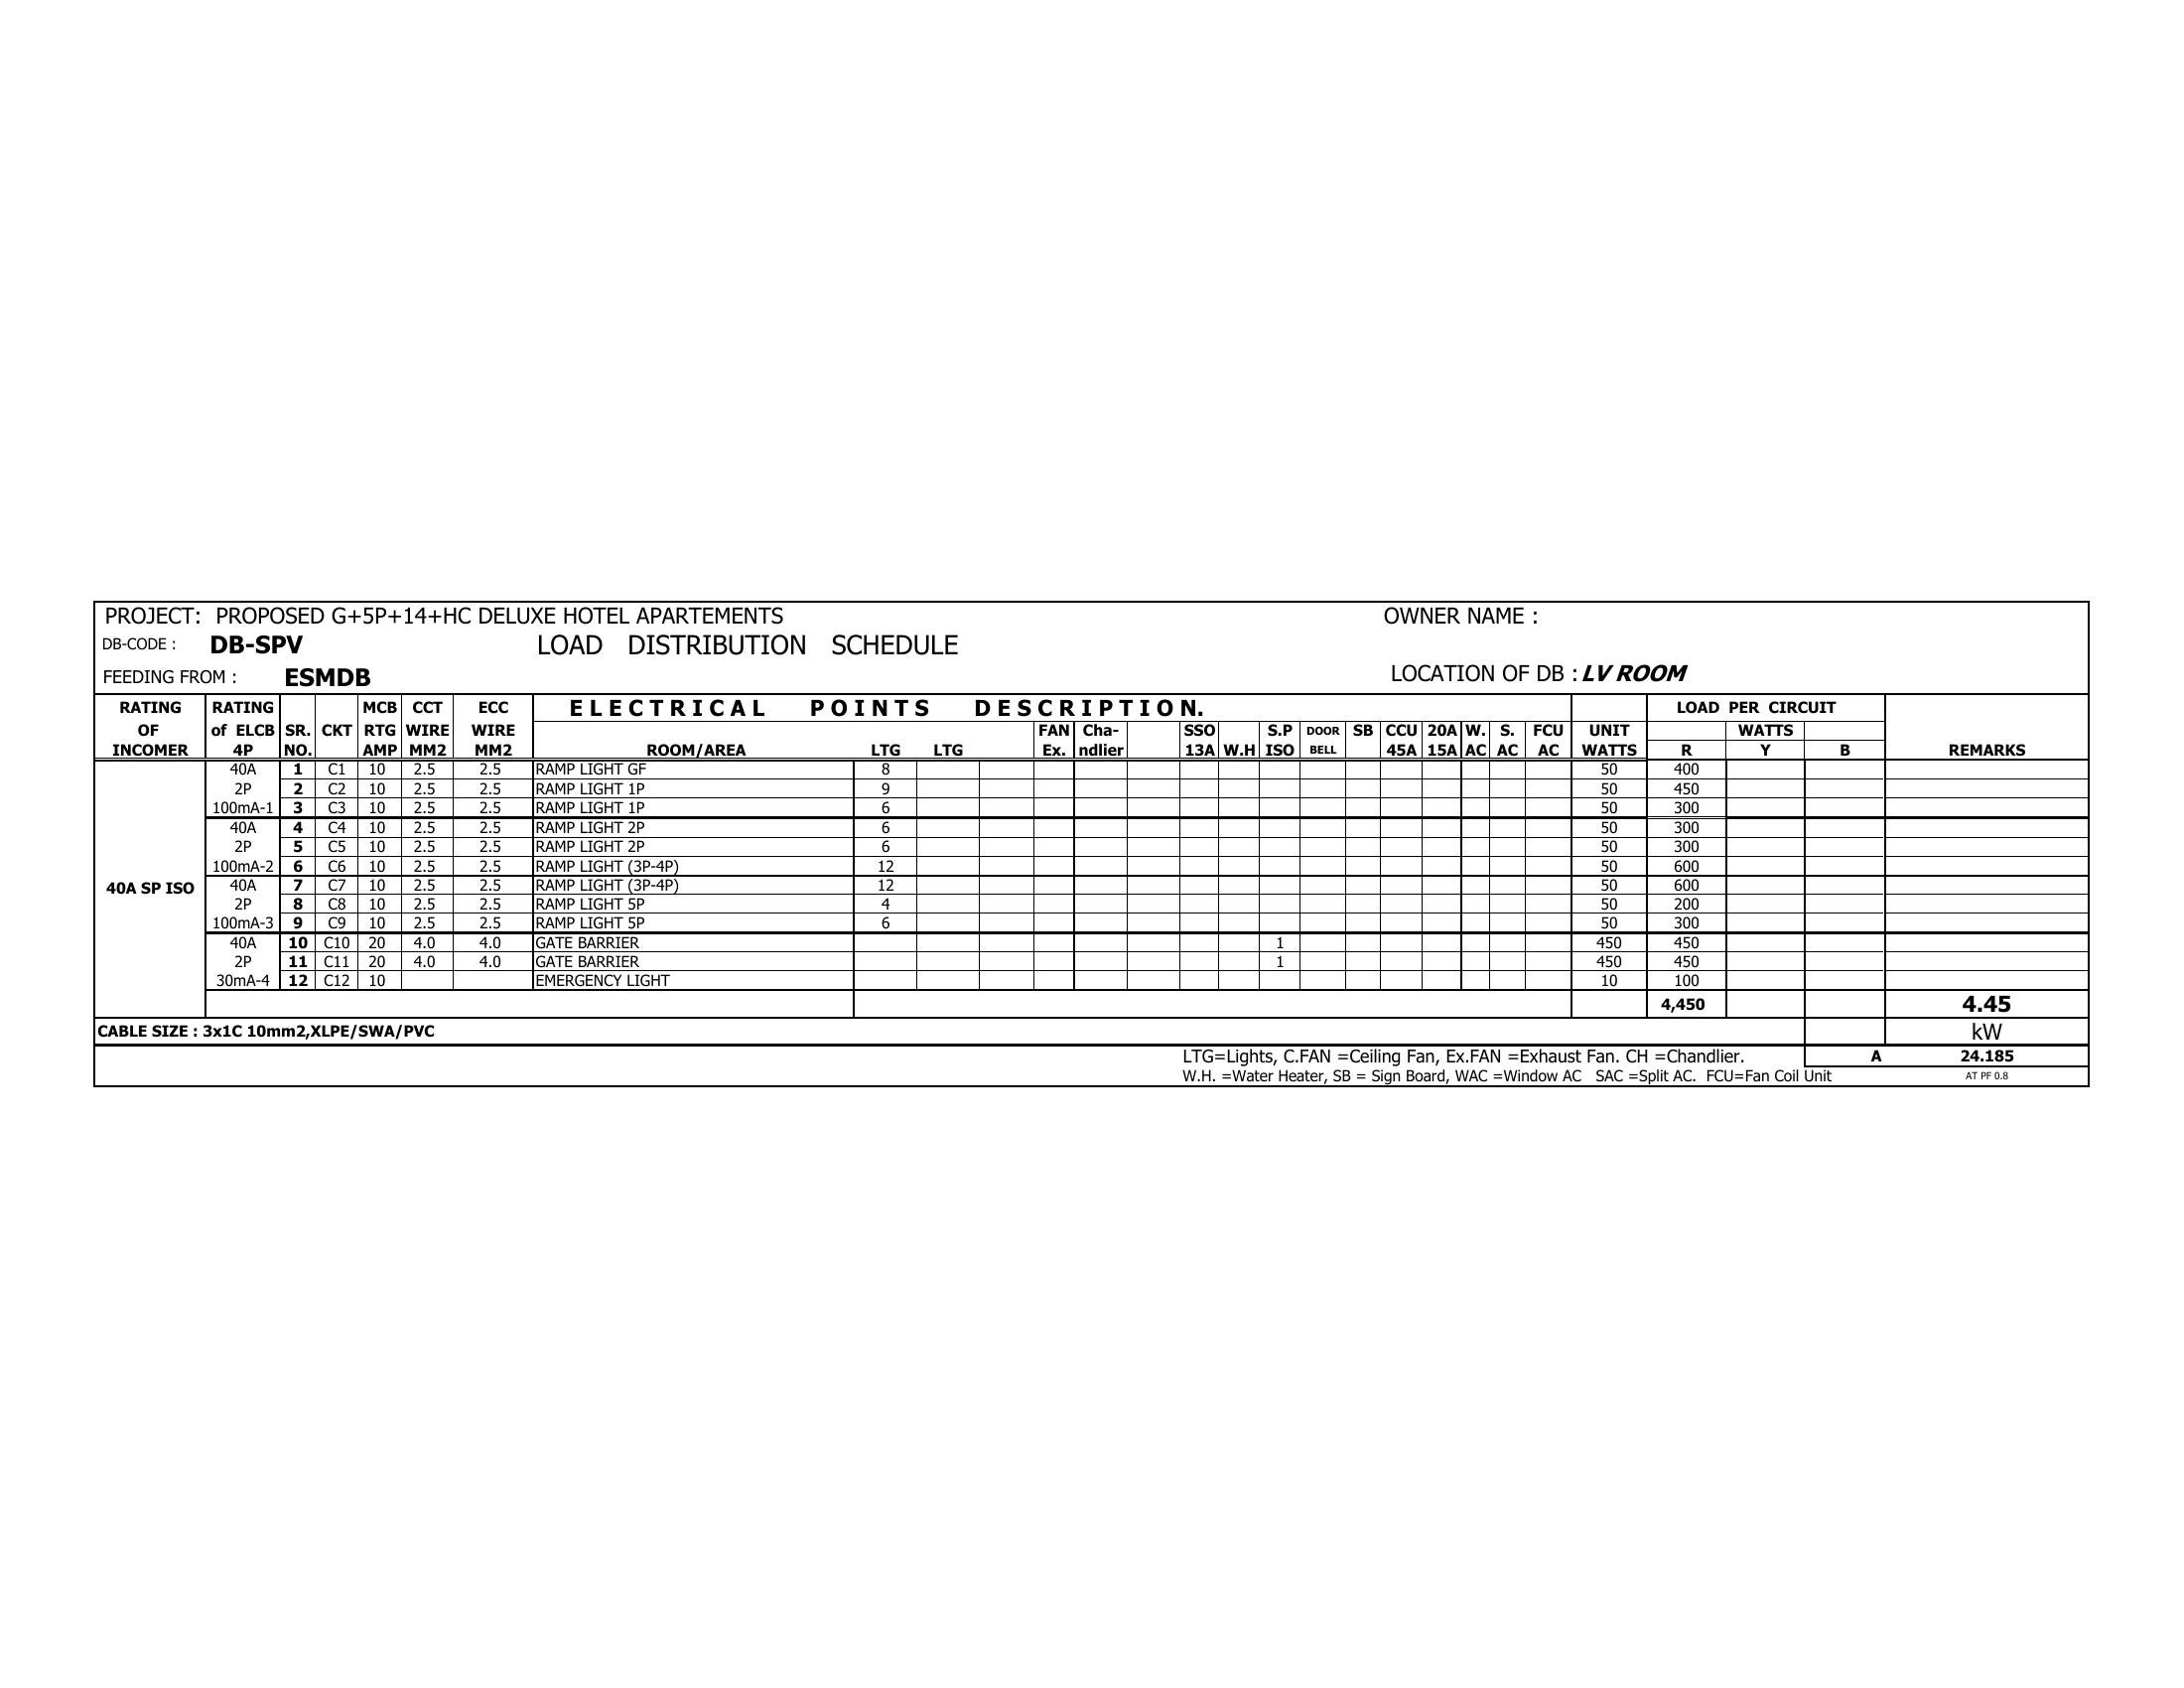 PROJECT: PROPOSED G+5P+14+HC DELUXE HOTEL APARTEMENTS OWNER NAME :
DB-CODE : DB-SPV LOAD DISTRIBUTION SCHEDULE
FEEDING FROM : ESMDB LOCATION OF DB : LV ROOM
RATING RATING MCB CCT ECC ELECTRICAL POINTS DESCRIPTION. LOAD PER CIRCUIT
OF of ELCB SR. CKT RTG WIRE WIRE FAN Cha- SSO S.P DOOR SB CCU 20A W. S. FCU UNIT WATTS
INCOMER 4P NO. AMP MM2 MM2 ROOM/AREA LTG LTG Ex. ndlier 13A W.H ISO BELL 45A 15A AC AC AC WATTS R Y B REMARKS
40A 1 C1 10 2.5 2.5 RAMP LIGHT GF 8 50 400
2P 2 C2 10 2.5 2.5 RAMP LIGHT 1P 9 50 450
100mA-1 3 C3 10 2.5 2.5 RAMP LIGHT 1P 6 50 300
40A 4 C4 10 2.5 2.5 RAMP LIGHT 2P 6 50 300
2P 5 C5 10 2.5 2.5 RAMP LIGHT 2P 6 50 300
100mA-2 6 C6 10 2.5 2.5 RAMP LIGHT (3P-4P) 12 50 600
40A SP ISO 40A 7 C7 10 2.5 2.5 RAMP LIGHT (3P-4P) 12 50 600
2P 8 C8 10 2.5 2.5 RAMP LIGHT 5P 4 50 200
100mA-3 9 C9 10 2.5 2.5 RAMP LIGHT 5P 6 50 300
40A 10 C10 20 4.0 4.0 GATE BARRIER 1 450 450
2P 11 C11 20 4.0 4.0 GATE BARRIER 1 450 450
30mA-4 12 C12 10 EMERGENCY LIGHT 10 100
4,450 4.45
CABLE SIZE : 3x1C 10mm2,XLPE/SWA/PVC kW
LTG=Lights, C.FAN =Ceiling Fan, Ex.FAN =Exhaust Fan. CH =Chandlier. A 24.185
W.H. =Water Heater, SB = Sign Board, WAC =Window AC SAC =Split AC. FCU=Fan Coil Unit AT PF 0.8